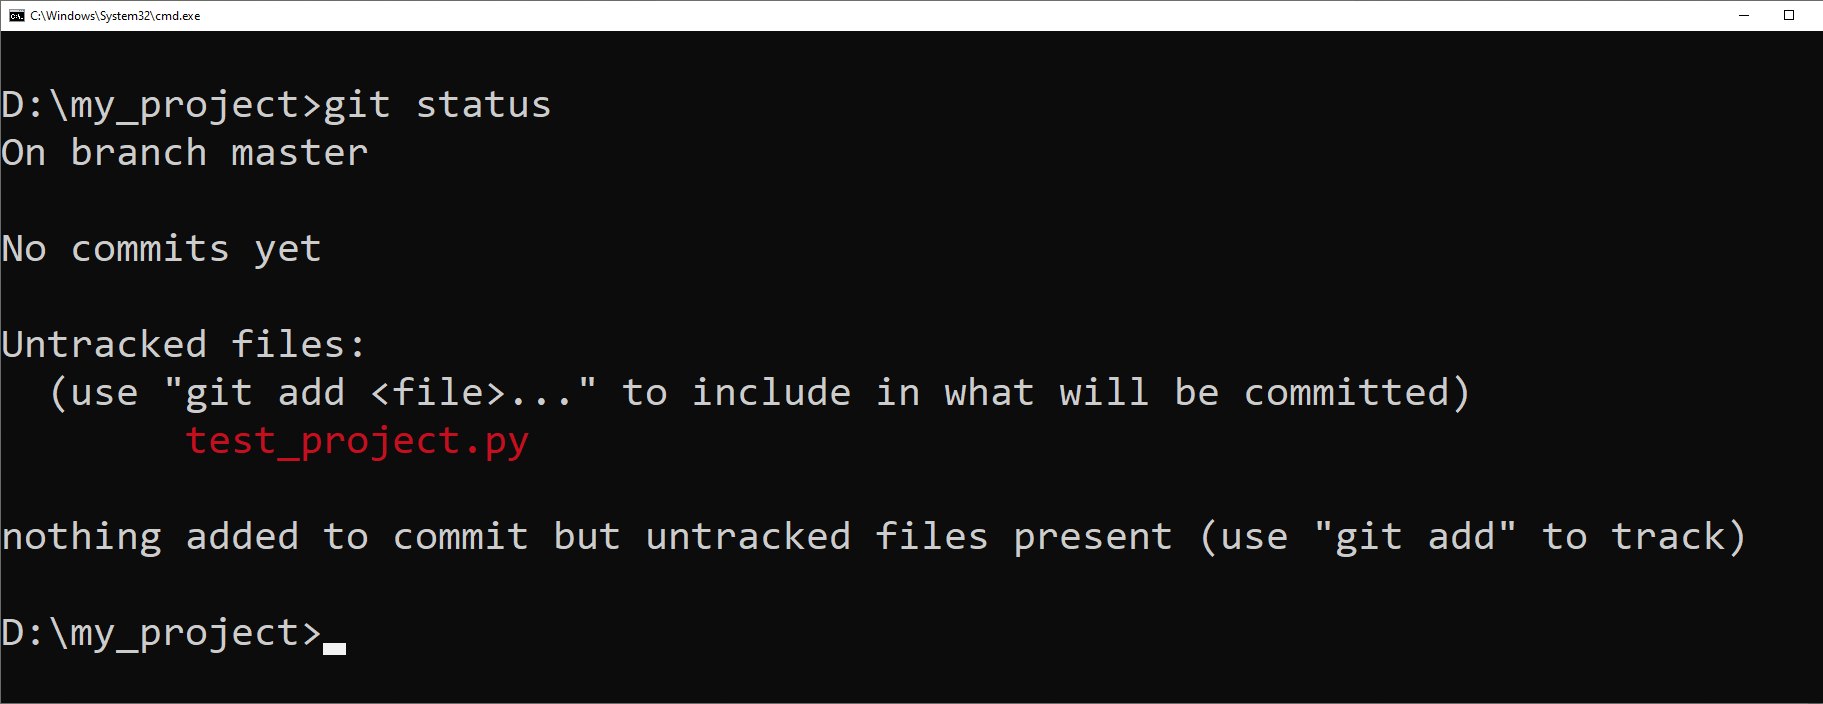 C:\Windows\System32\cmd.exe
D:\my_project>git status
On branch master
No commits yet
Untracked files:
(use "git add <file>..." to include in what will be committed)
test_project.py
nothing added to commit but untracked files present (use "git add" to track)
D:\my_project>